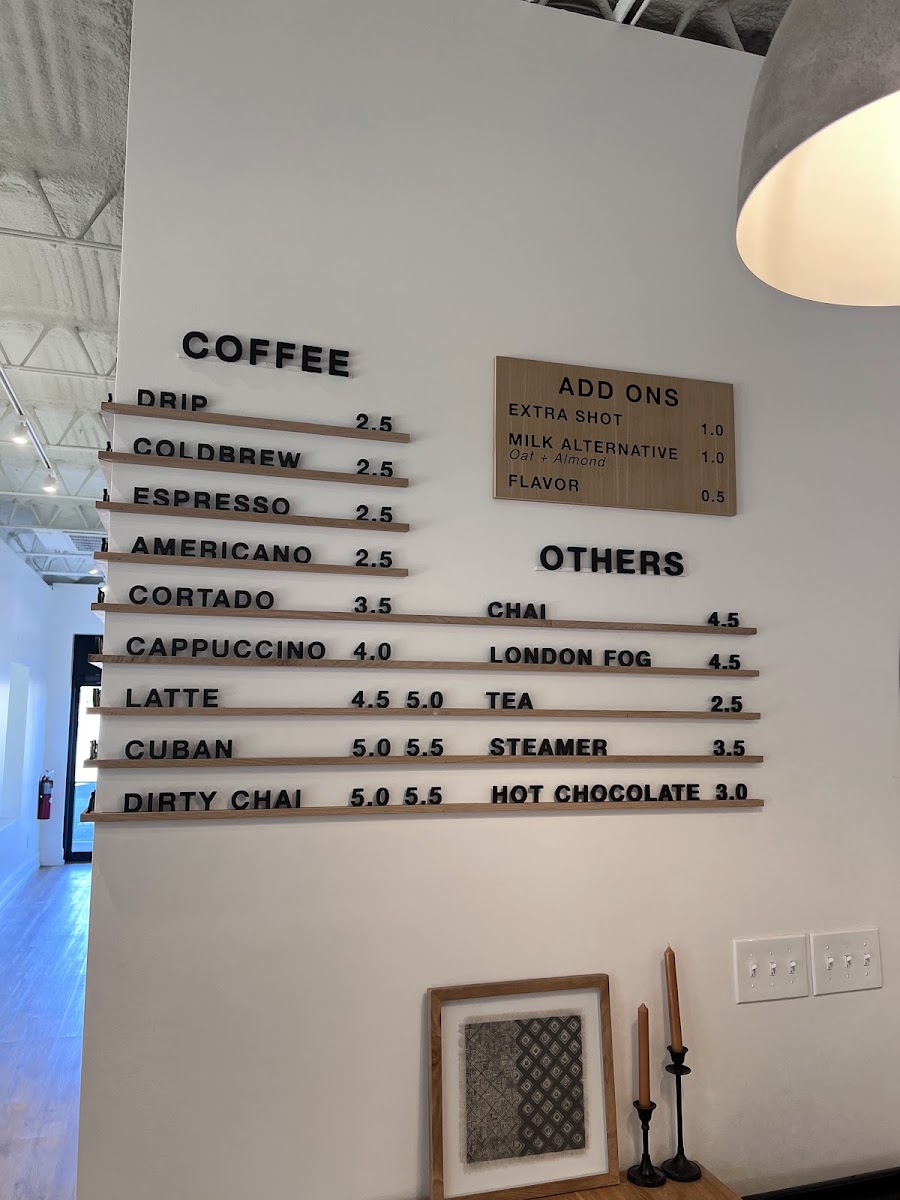 COFFEE
DRIP 2.5
COLDBREW 2.5
ESPRESSO 2.5
AMERICANO 2.5
CORTADO 3.5
CAPPUCCINO 4.0
LATTE 4.5 5.0
CUBAN 5.0 5.5
DIRTY CHAI 5.0 5.5
ADD ONS
EXTRA SHOT 1.0
MILK ALTERNATIVE 1.0
Oat + Almond
FLAVOR 0.5
OTHERS
CHAI 4.5
LONDON FOG 4.5
TEA 2.5
STEAMER 3.5
HOT CHOCOLATE 3.0